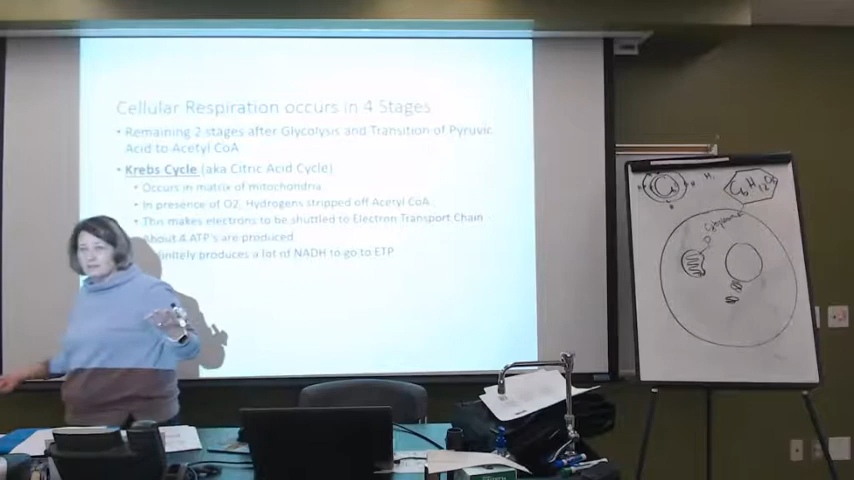 Cellular Respiration occurs in 4 Stages
• Remaining 2 stages after Glycolysis and Transition of Pyruvic
Acid to Acetyl CoA
• Krebs Cycle (aka Citric Acid Cycle)
• Occurs in matrix of mitochondria
• In presence of O2, Hydrogens stripped off Acetyl CoA
• This makes electrons to be shuttled to Electron Transport Chain
• About 4 ATP's are produced
produces a lot of NADH to go to ETP
C6 H12 O6